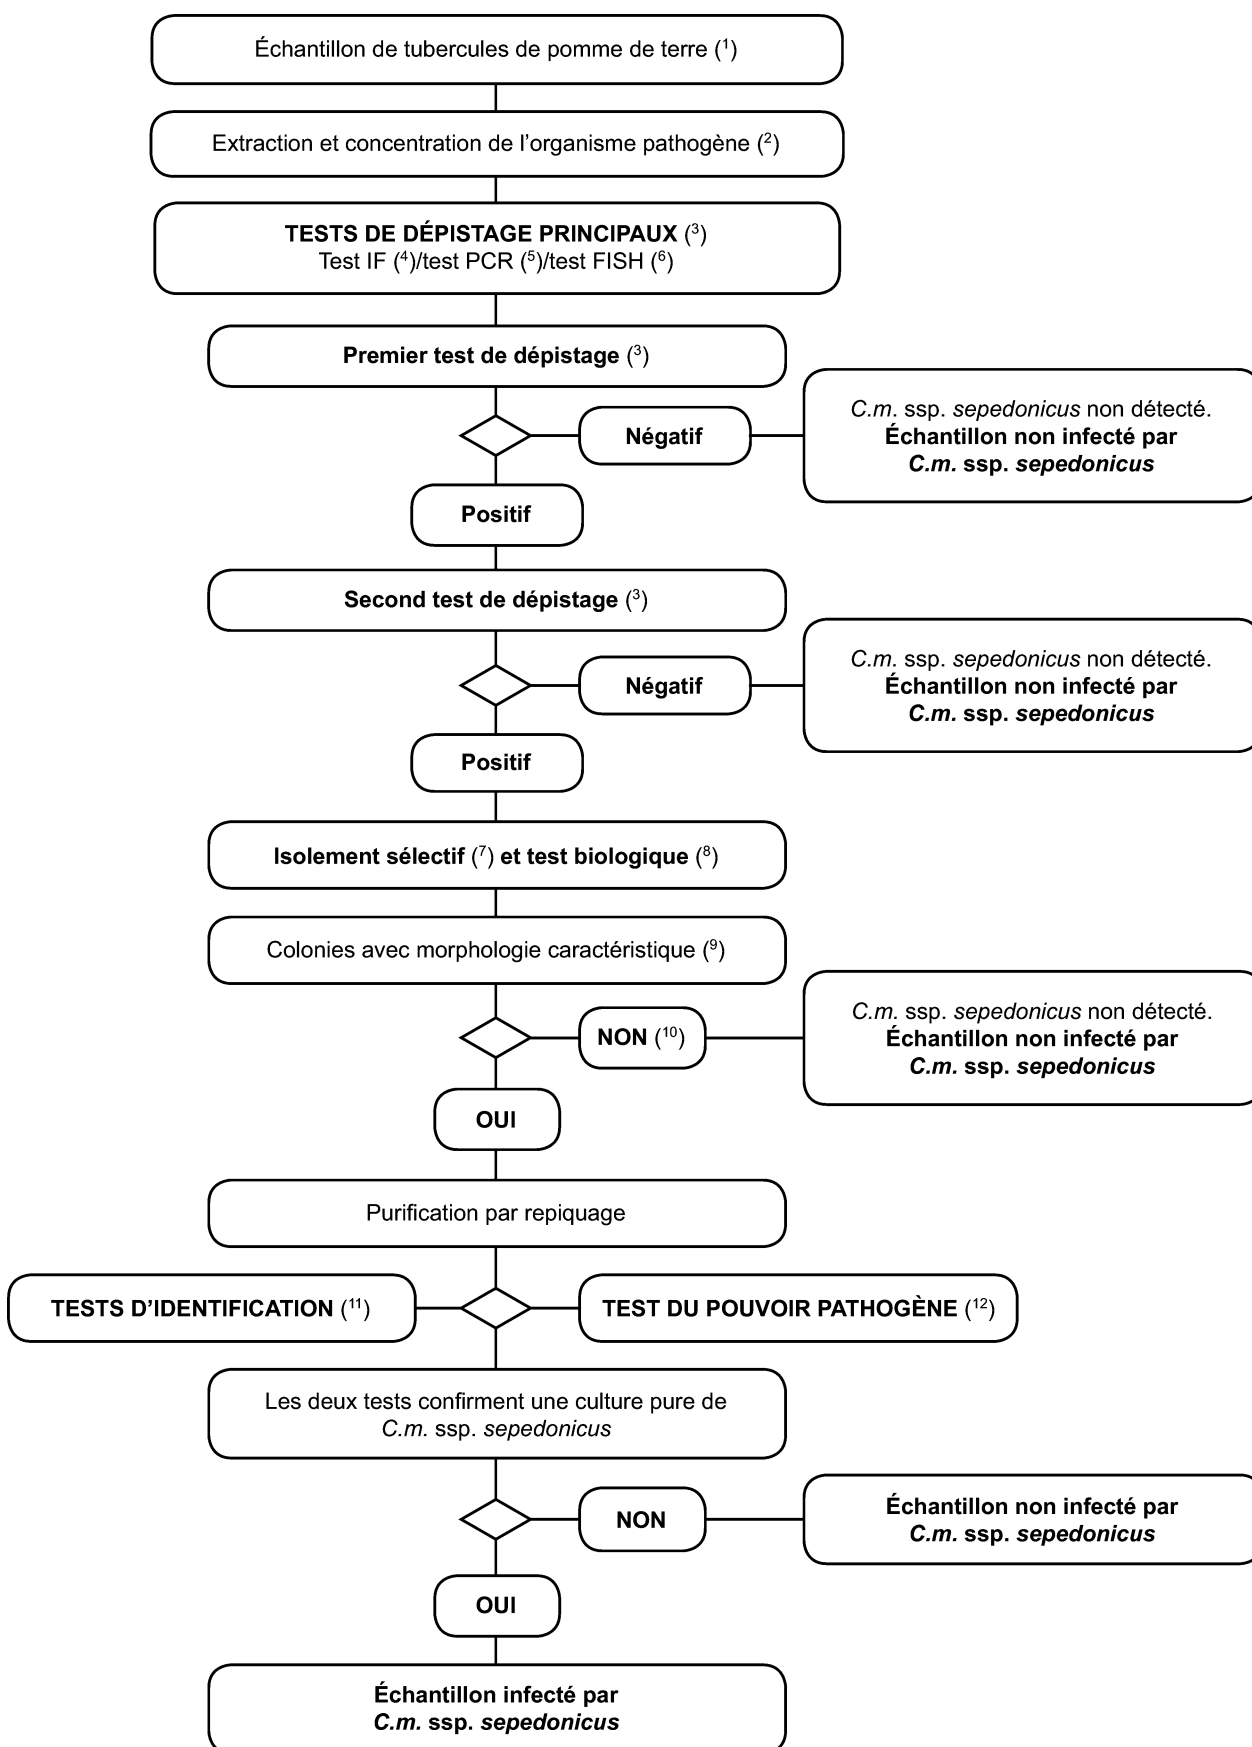 Échantillon de tubercules de pomme de terre (1)
Extraction et concentration de l’organisme pathogène (2)
TESTS DE DÉPISTAGE PRINCIPAUX (3)
Test IF (4)/test PCR (5)/test FISH (6)
Premier test de dépistage (3)
Négatif
C.m. ssp. sepedonicus non détecté.
Échantillon non infecté par
C.m. ssp. sepedonicus
Positif
Second test de dépistage (3)
Négatif
C.m. ssp. sepedonicus non détecté.
Échantillon non infecté par
C.m. ssp. sepedonicus
Positif
Isolement sélectif (7) et test biologique (8)
Colonies avec morphologie caractéristique (9)
NON (10)
C.m. ssp. sepedonicus non détecté.
Échantillon non infecté par
C.m. ssp. sepedonicus
OUI
Purification par repiquage
TESTS D’IDENTIFICATION (11)
TEST DU POUVOIR PATHOGÈNE (12)
Les deux tests confirment une culture pure de
C.m. ssp. sepedonicus
NON
Échantillon non infecté par
C.m. ssp. sepedonicus
OUI
Échantillon infecté par
C.m. ssp. sepedonicus